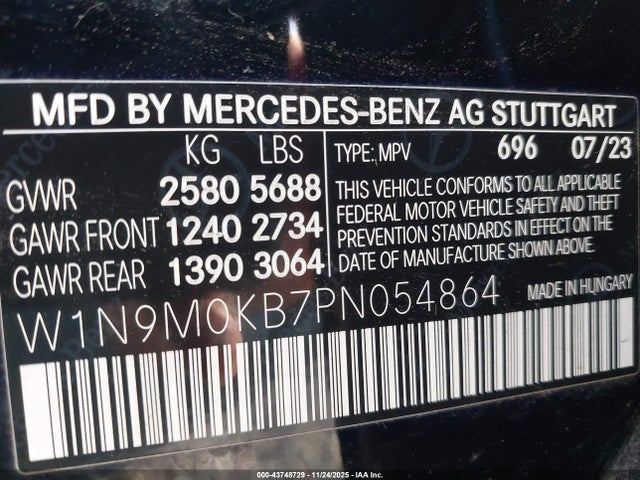 MFD BY MERCEDES-BENZ AG STUTTGART
KG LBS
GVWR 2580 5688
GAWR FRONT 1240 2734
GAWR REAR 1390 3064
TYPE: MPV 696 07/23
THIS VEHICLE CONFORMS TO ALL APPLICABLE
FEDERAL MOTOR VEHICLE SAFETY AND THEFT
PREVENTION STANDARDS IN EFFECT ON THE
DATE OF MANUFACTURE SHOWN ABOVE.
W1N9M0KB7PN054864 MADE IN HUNGARY
000-43748729 - 11/24/2025 - IAA Inc.